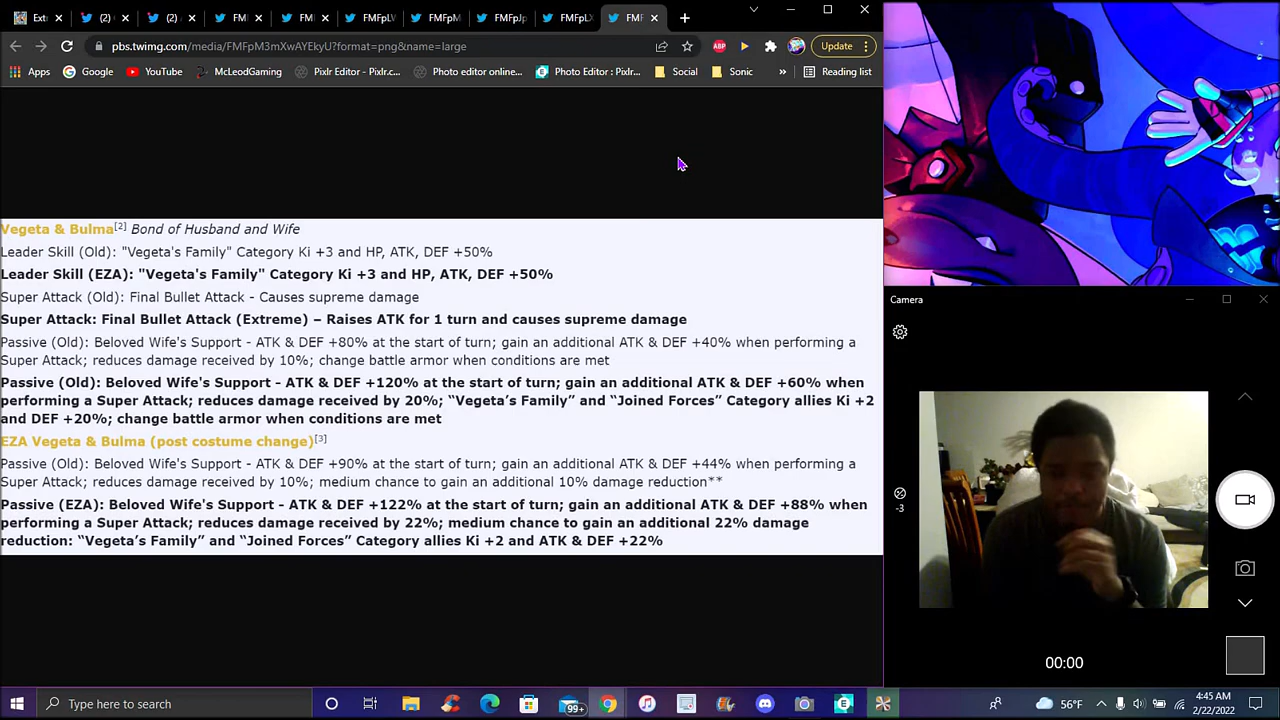 Ext
(2)
(2)
FMI
FMI
FMFpLV
FMFpM
FMFpJp
FMFpLX
FMF
pbs.twimg.com/media/FMFpM3mXwAYEkyU?format=png&name=large
ABP
Update
Apps
Google
YouTube
McLeodGaming
Pixlr Editor - Pixlr.c...
Photo editor online...
Photo Editor : Pixlr...
Social
Sonic
Reading list
Vegeta & Bulma[2] Bond of Husband and Wife
Leader Skill (Old): "Vegeta's Family" Category Ki +3 and HP, ATK, DEF +50%
Leader Skill (EZA): "Vegeta's Family" Category Ki +3 and HP, ATK, DEF +50%
Super Attack (Old): Final Bullet Attack - Causes supreme damage
Super Attack: Final Bullet Attack (Extreme) – Raises ATK for 1 turn and causes supreme damage
Passive (Old): Beloved Wife's Support - ATK & DEF +80% at the start of turn; gain an additional ATK & DEF +40% when performing a
Super Attack; reduces damage received by 10%; change battle armor when conditions are met
Passive (Old): Beloved Wife's Support - ATK & DEF +120% at the start of turn; gain an additional ATK & DEF +60% when
performing a Super Attack; reduces damage received by 20%; “Vegeta’s Family” and “Joined Forces” Category allies Ki +2
and DEF +20%; change battle armor when conditions are met
EZA Vegeta & Bulma (post costume change)[3]
Passive (Old): Beloved Wife's Support - ATK & DEF +90% at the start of turn; gain an additional ATK & DEF +44% when performing a
Super Attack; reduces damage received by 10%; medium chance to gain an additional 10% damage reduction**
Passive (EZA): Beloved Wife's Support - ATK & DEF +122% at the start of turn; gain an additional ATK & DEF +88% when
performing a Super Attack; reduces damage received by 22%; medium chance to gain an additional 22% damage
reduction: “Vegeta’s Family” and “Joined Forces” Category allies Ki +2 and ATK & DEF +22%
Camera
-3
00:00
Type here to search
99+
56°F
4:45 AM
2/22/2022